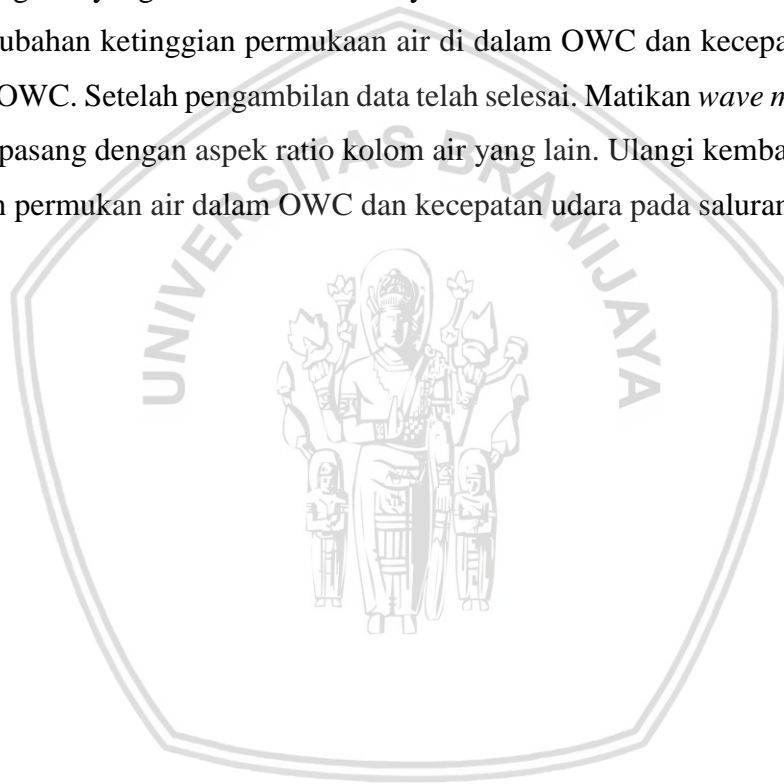 ubahan ketinggian permukaan air di dalam OWC dan kecepa
OWC. Setelah pengambilan data telah selesai. Matikan wave m
pasang dengan aspek ratio kolom air yang lain. Ulangi kemba
permukan air dalam OWC dan kecepatan udara pada saluran
UNIVERSITAS BRAWIJAYA